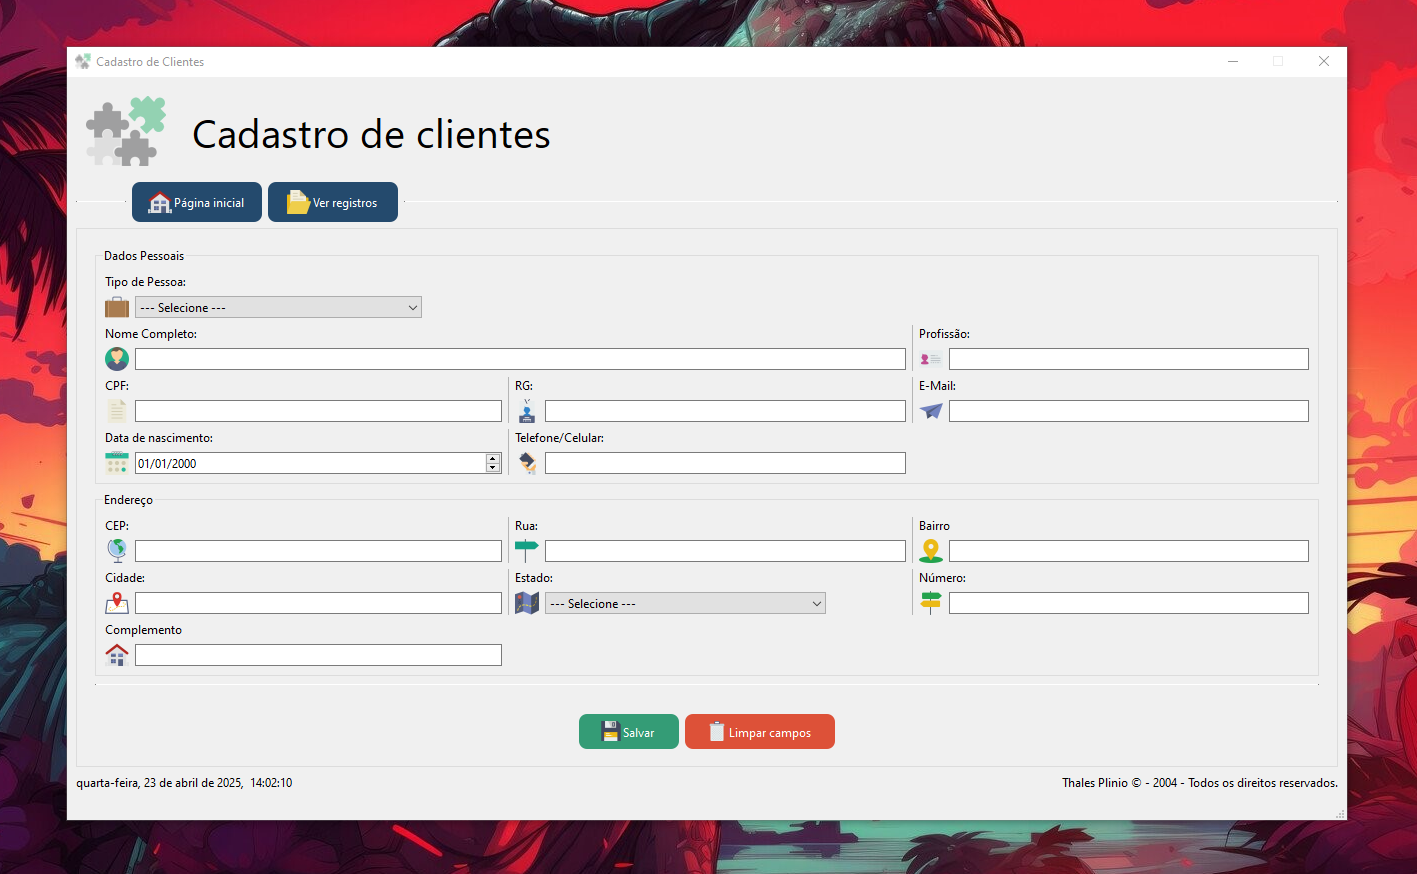 Cadastro de Clientes
Cadastro de clientes
Página inicial
Ver registros
Dados Pessoais
Tipo de Pessoa:
--- Selecione ---
Nome Completo:
Profissão:
CPF:
RG:
E-Mail:
Data de nascimento:
Telefone/Celular:
01/01/2000
Endereço
CEP:
Rua:
Bairro
Cidade:
Estado:
Número:
--- Selecione ---
Complemento
Salvar
Limpar campos
quarta-feira, 23 de abril de 2025,  14:02:10
Thales Plinio © - 2004 - Todos os direitos reservados.